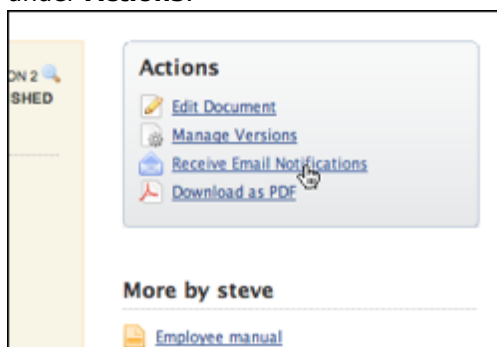 under Actions.
ON 2
SHED
Actions
Edit Document
Manage Versions
Receive Email Notifications
Download as PDF
More by steve
Employee manual